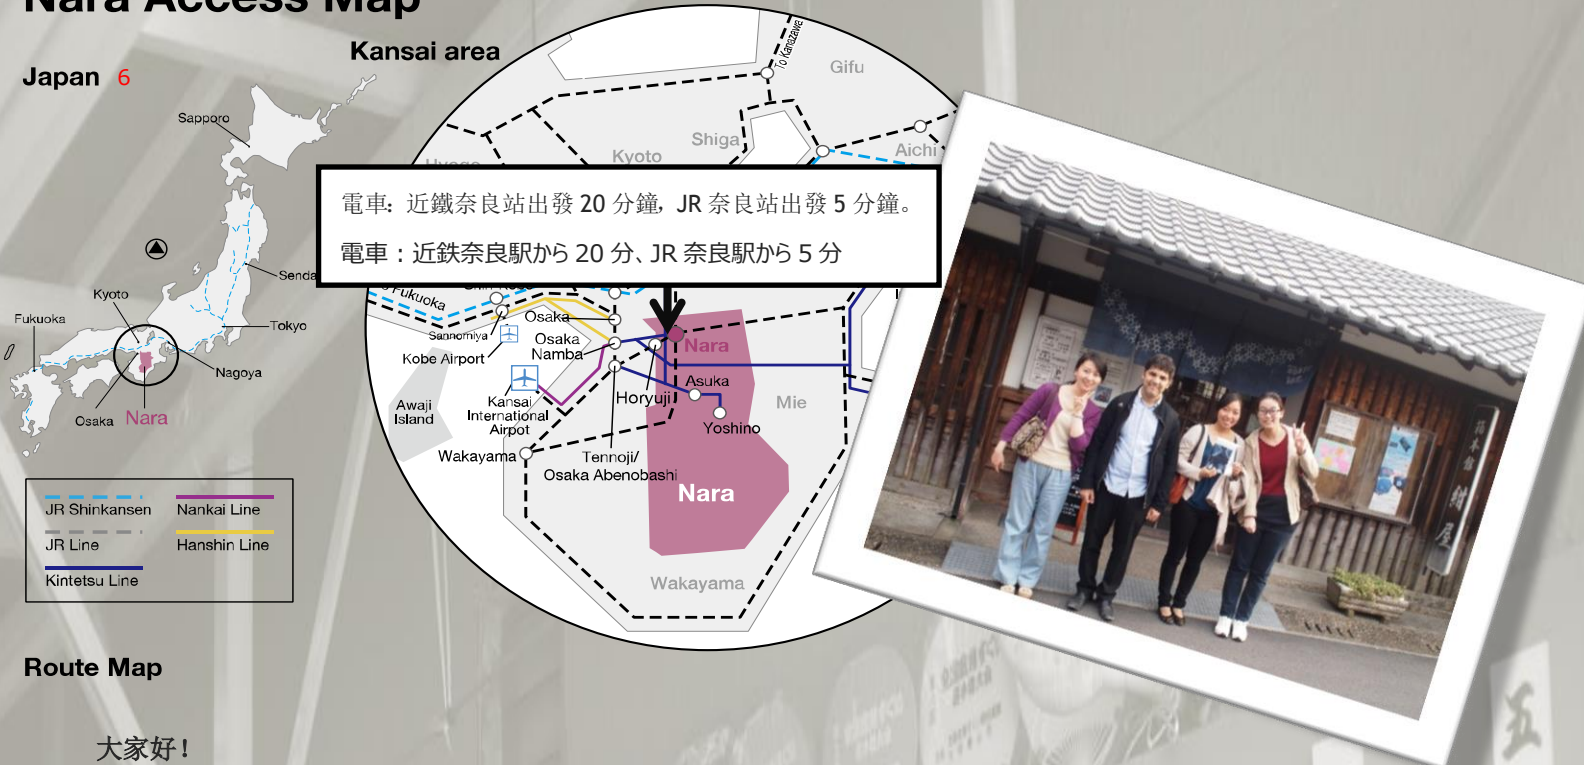 Nara Access Map
Kansai area
Japan 6
Sapporo
Kyoto
Fukuoka
Tokyo
Nagoya
Osaka
Nara
JR Shinkansen
Nankai Line
JR Line
Hanshin Line
Kintetsu Line
To Kanazawa
Gifu
Shiga
Kyoto
Aichi
電車: 近鐵奈良站出發 20 分鐘, JR 奈良站出發 5 分鐘。
電車：近鉄奈良駅から 20 分、JR 奈良駅から 5 分
Fukuoka
Sannomiya
Osaka
Osaka
Namba
Kobe Airport
Nara
Kansai
International
Airpot
Awaji
Island
Horyuji
Asuka
Yoshino
Mie
Wakayama
Tennoji/
Osaka Abenobashi
Nara
Wakayama
Route Map
大家好！
五